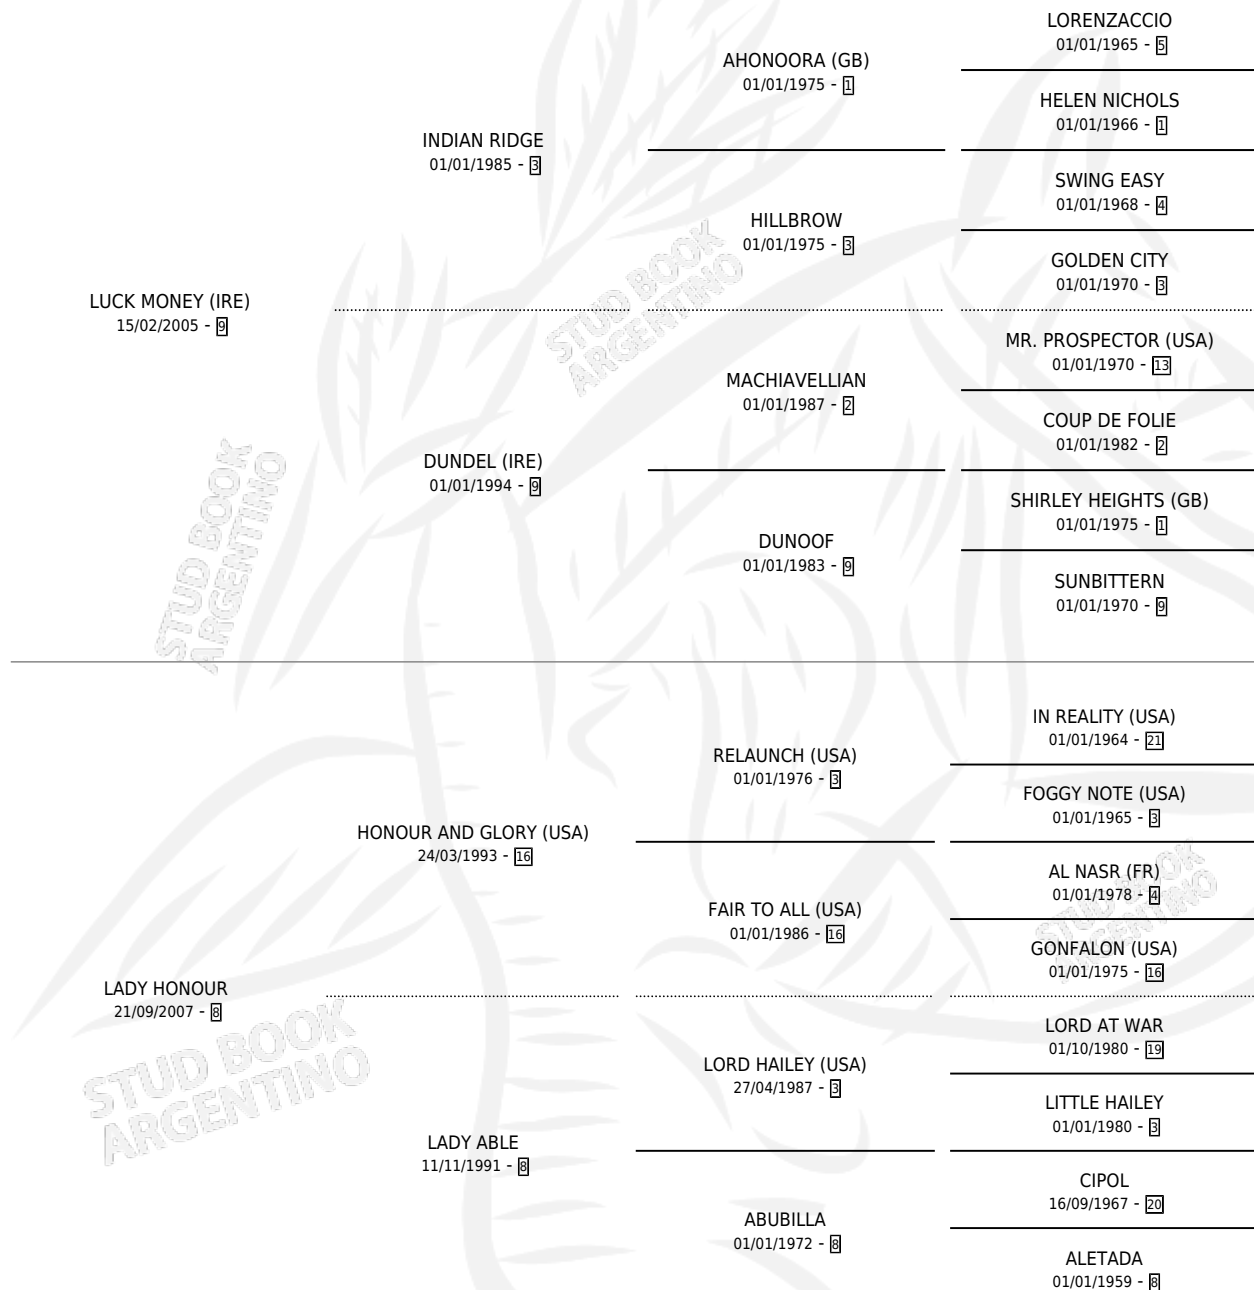 LORENZACCIO
01/01/1965 - 5
AHONOORA (GB)
01/01/1975 - 1
HELEN NICHOLS
01/01/1966 - 1
INDIAN RIDGE
01/01/1985 - 3
SWING EASY
01/01/1968 - 4
HILLBROW
01/01/1975 - 3
GOLDEN CITY
01/01/1970 - 3
LUCK MONEY (IRE)
15/02/2005 - 9
MR. PROSPECTOR (USA)
01/01/1970 - 13
MACHIAVELLIAN
01/01/1987 - 2
COUP DE FOLIE
01/01/1982 - 2
DUNDEL (IRE)
01/01/1994 - 9
SHIRLEY HEIGHTS (GB)
01/01/1975 - 1
DUNOOF
01/01/1983 - 9
SUNBITTERN
01/01/1970 - 9
IN REALITY (USA)
01/01/1964 - 21
RELAUNCH (USA)
01/01/1976 - 3
FOGGY NOTE (USA)
01/01/1965 - 3
HONOUR AND GLORY (USA)
24/03/1993 - 16
AL NASR (FR)
01/01/1978 - 4
FAIR TO ALL (USA)
01/01/1986 - 16
GONFALON (USA)
01/01/1975 - 16
LADY HONOUR
21/09/2007 - 8
LORD AT WAR
01/10/1980 - 19
LORD HAILEY (USA)
27/04/1987 - 3
LITTLE HAILEY
01/01/1980 - 3
LADY ABLE
11/11/1991 - 8
CIPOL
16/09/1967 - 20
ABUBILLA
01/01/1972 - 8
ALETADA
01/01/1959 - 8
STUD BOOK
ARGENTINO
STUD BOOK
ARGENTINO
STUD BOOK
ARGENTINO
STUD BOOK
ARGENTINO